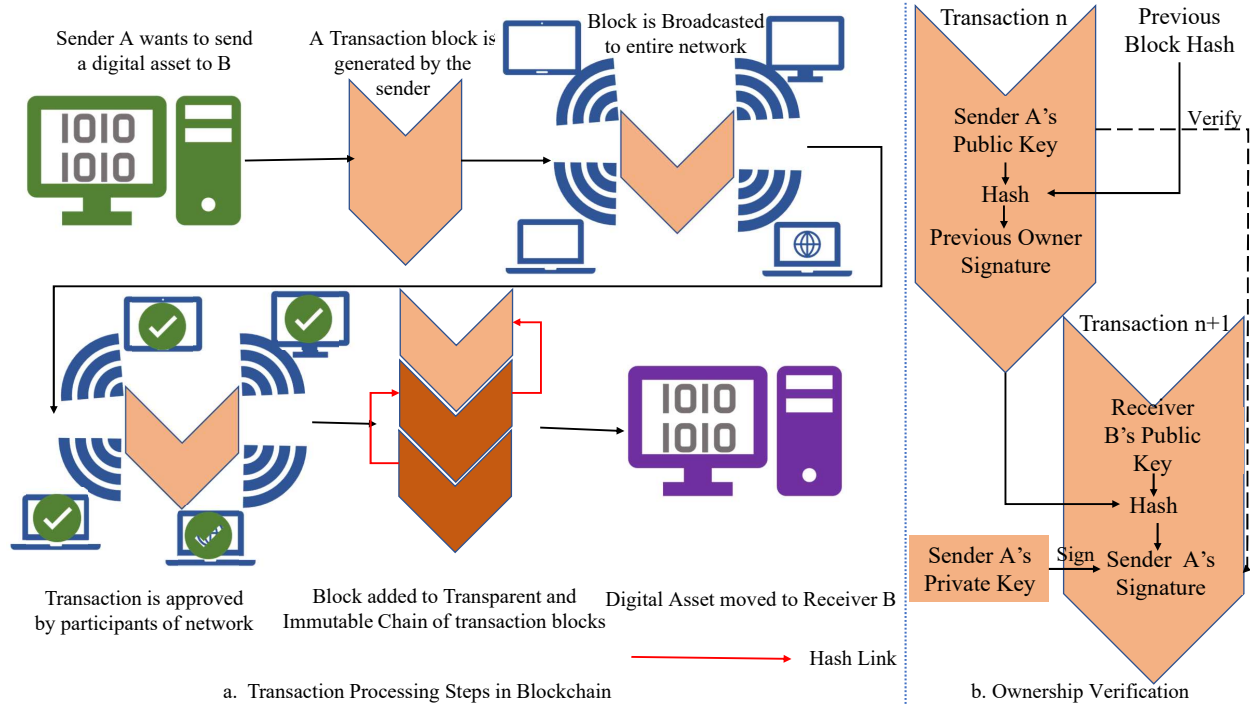 Sender A wants to send
a digital asset to B
1010
1010
A Transaction block is
generated by the
sender
Block is Broadcasted
to entire network
Transaction is approved
by participants of network
Block added to Transparent and
Immutable Chain of transaction blocks
1010
1010
Digital Asset moved to Receiver B
Hash Link
a. Transaction Processing Steps in Blockchain
Transaction n
Previous
Block Hash
Verify
Sender A's
Public Key
Hash
Previous Owner
Signature
Transaction n+1
Receiver
B's Public
Key
Hash
Sender A's
Private Key
Sign
Sender A's
Signature
b. Ownership Verification